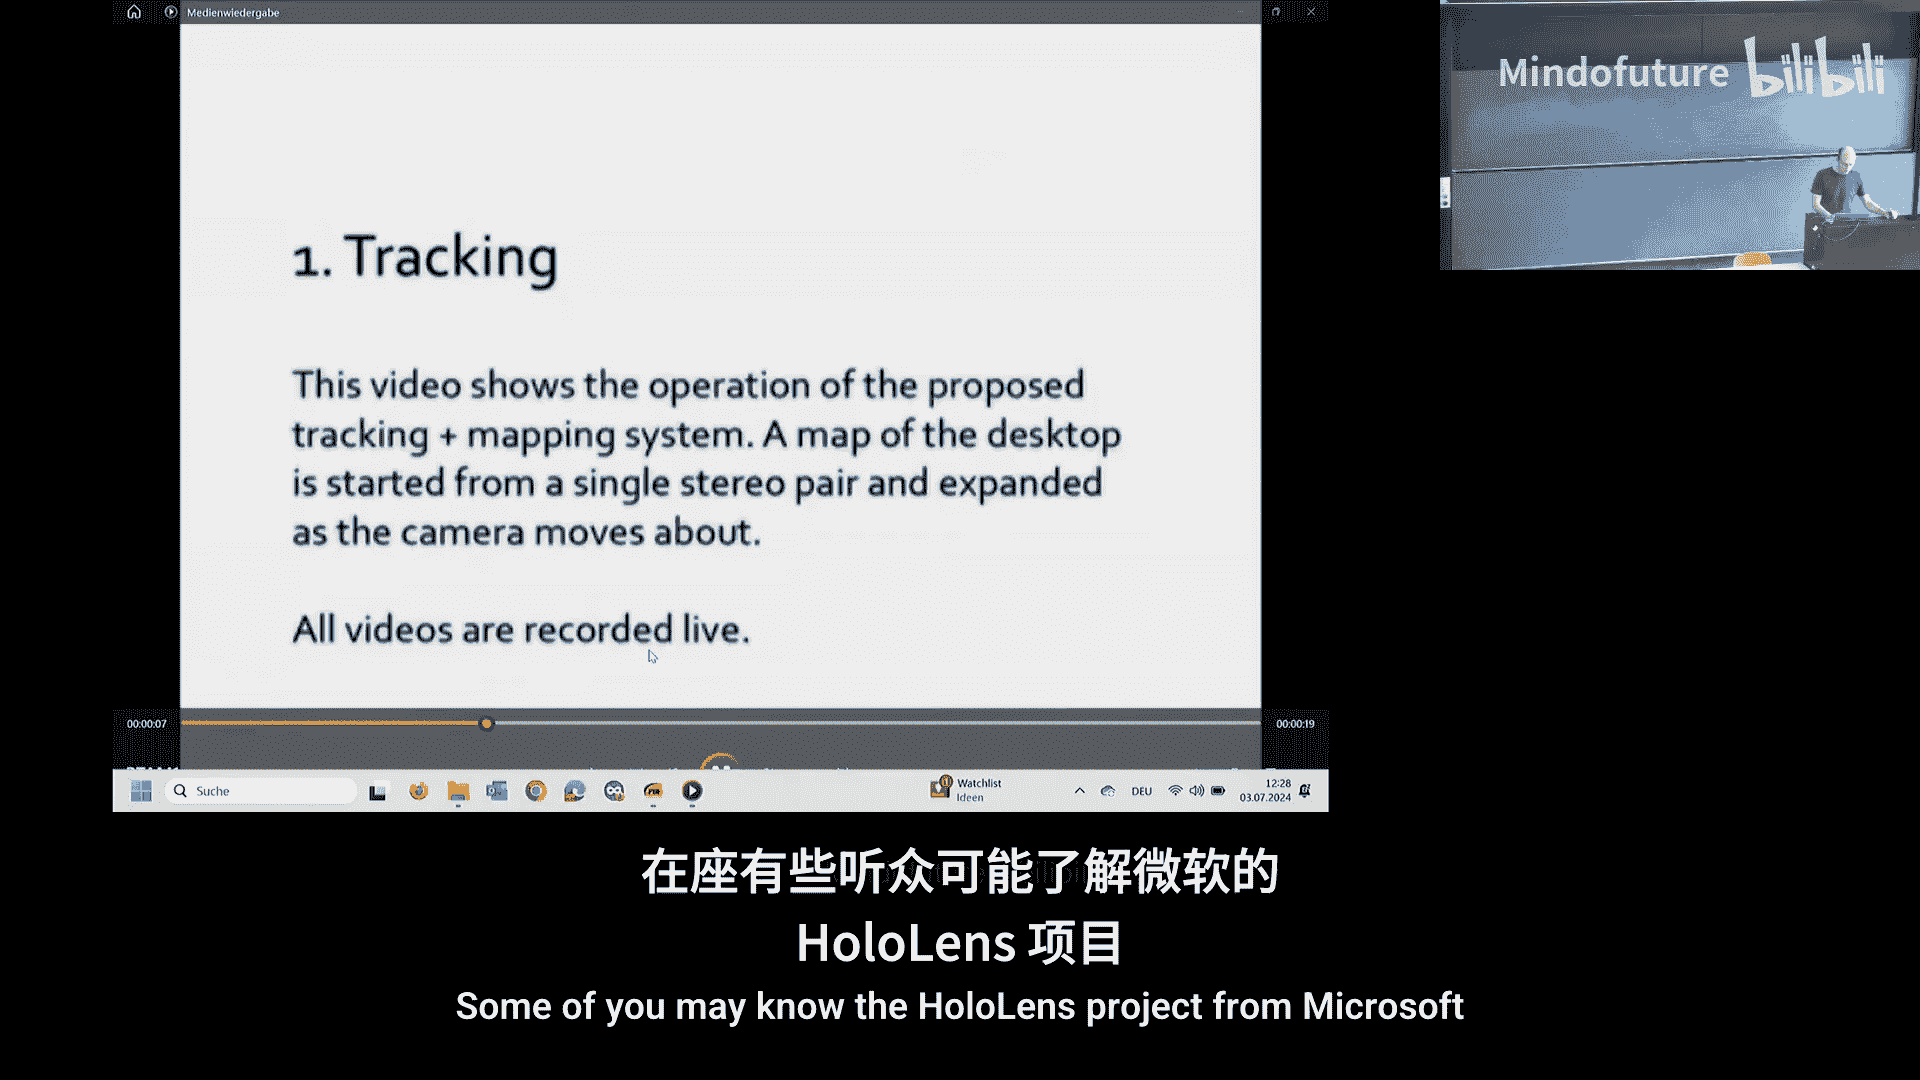 Medienwiedergabe
Mindofuture bilibili
1. Tracking
This video shows the operation of the proposed
tracking + mapping system. A map of the desktop
is started from a single stereo pair and expanded
as the camera moves about.
All videos are recorded live.
00:00:07
00:00:19
Suche
Watchlist
Ideen
DEU
12:28
03.07.2024
在座有些听众可能了解微软的
HoloLens 项目
Some of you may know the HoloLens project from Microsoft